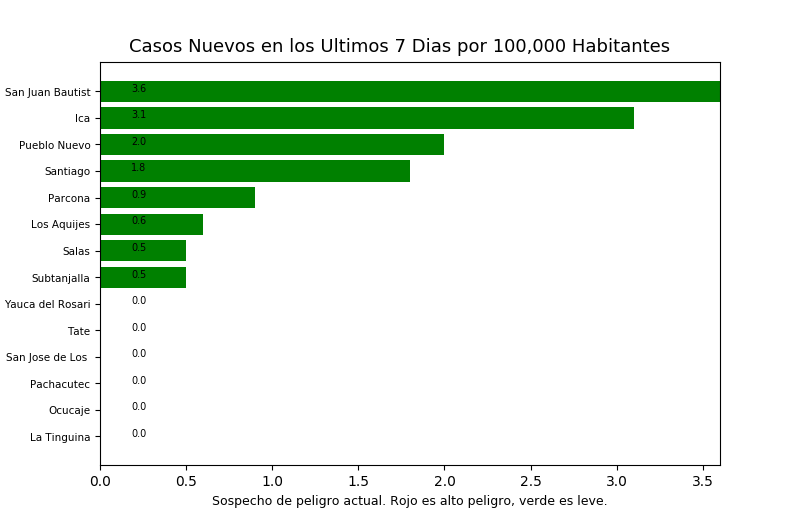 Casos Nuevos en los Ultimos 7 Dias por 100,000 Habitantes
San Juan Bautist 3.6
Ica 3.1
Pueblo Nuevo 2.0
Santiago 1.8
Parcona 0.9
Los Aquijes 0.6
Salas 0.5
Subtanjalla 0.5
Yauca del Rosari 0.0
Tate 0.0
San Jose de Los 0.0
Pachacutec 0.0
Ocucaje 0.0
La Tinguina 0.0
0.0 0.5 1.0 1.5 2.0 2.5 3.0 3.5
Sospecho de peligro actual. Rojo es alto peligro, verde es leve.